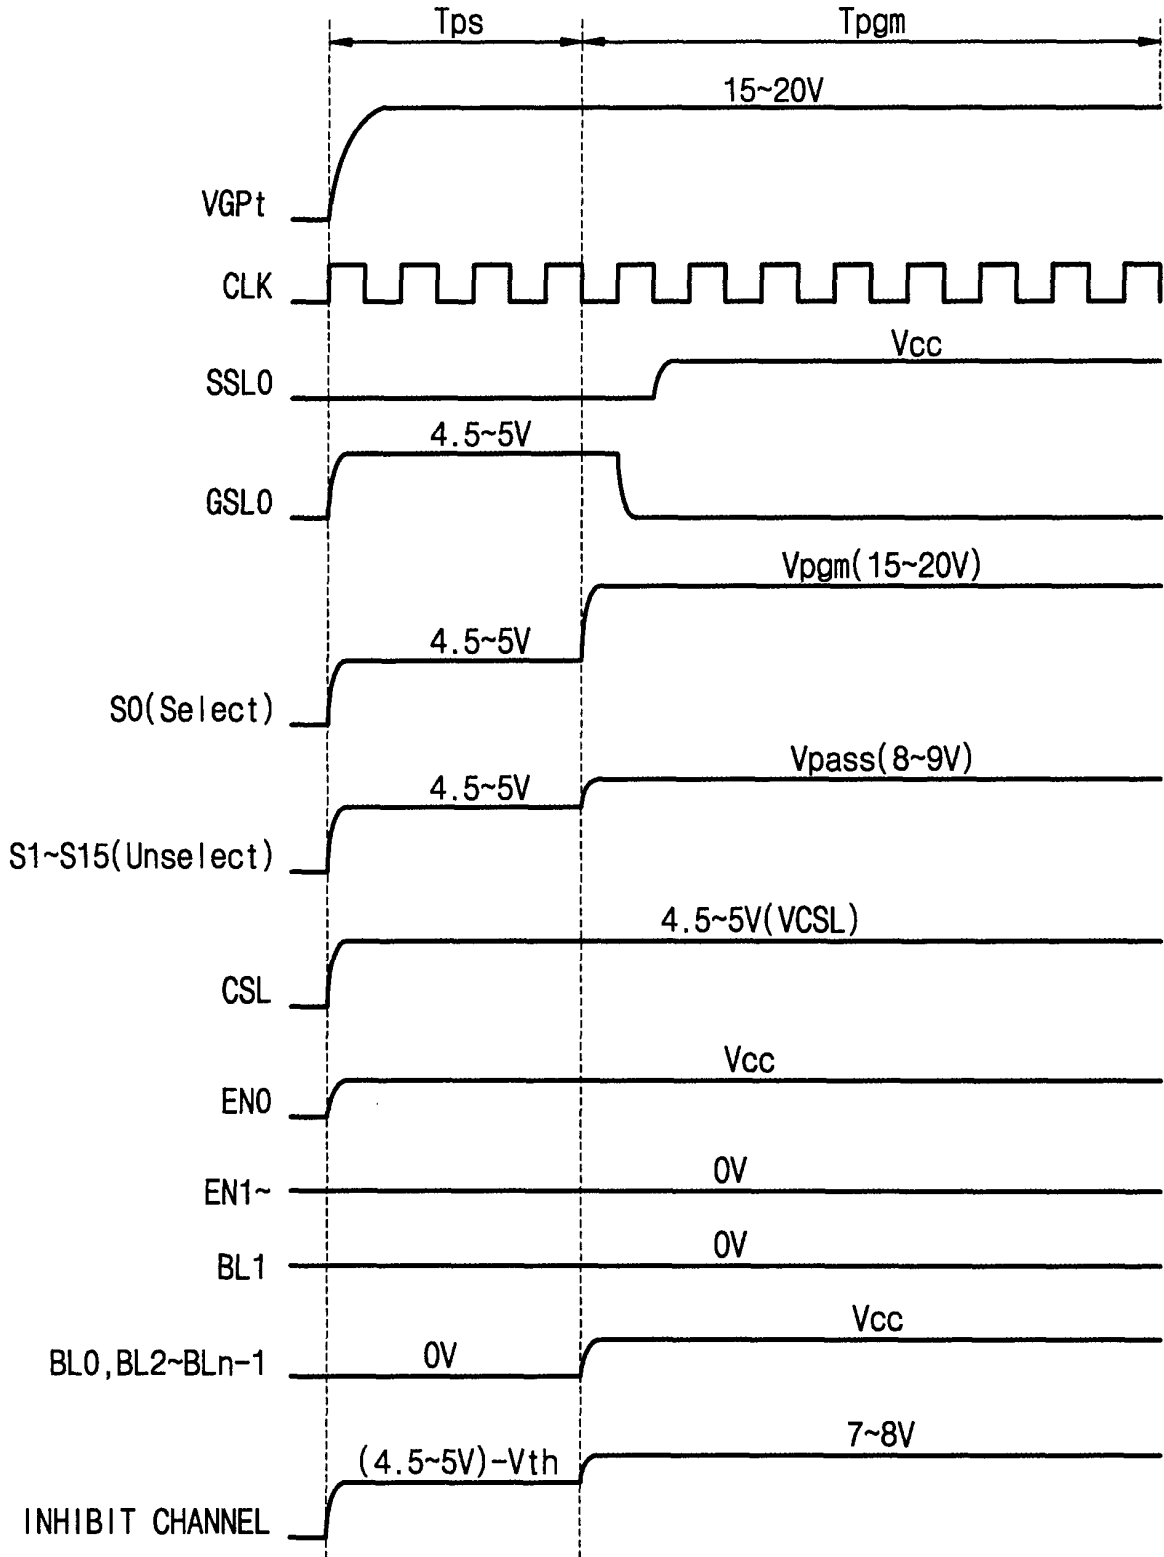 Tps
Tpgm
15~20V
VGPt
CLK
Vcc
SSL0
4.5~5V
GSL0
Vpgm(15~20V)
4.5~5V
S0(Select)
Vpass(8~9V)
4.5~5V
S1~S15(Unselect)
4.5~5V(VCSL)
CSL
Vcc
EN0
0V
EN1~
0V
BL1
Vcc
0V
BL0,BL2~BLn-1
7~8V
(4.5~5V)-Vth
INHIBIT CHANNEL